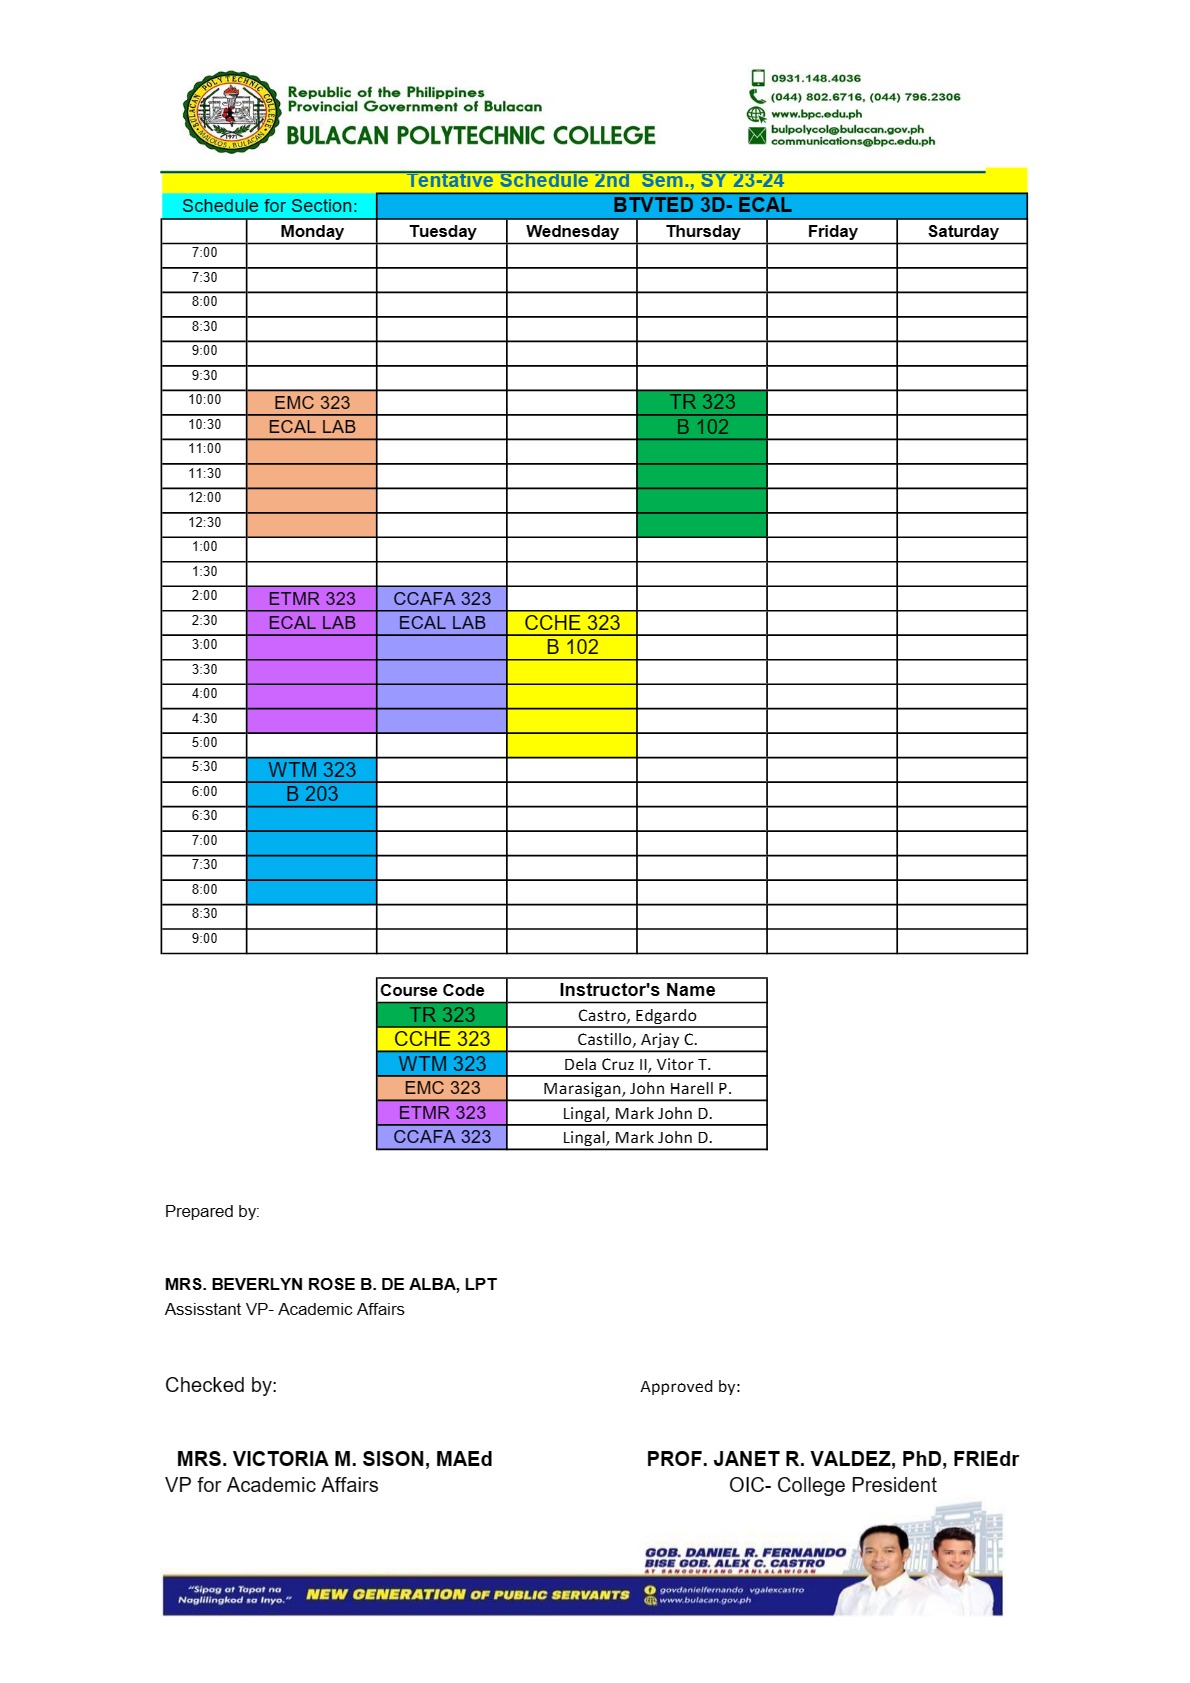 BULACAN POLYTECHNIC COLLEGE
MALOLOS, BULACAN
1971
Republic of the Philippines
Provincial Government of Bulacan
BULACAN POLYTECHNIC COLLEGE
0931.148.4036
(044) 802.6716, (044) 796.2306
www.bpc.edu.ph
bulpolycol@bulacan.gov.ph
communications@bpc.edu.ph
Tentative Schedule 2nd Sem., SY 23-24
Schedule for Section: BTVTED 3D- ECAL
Monday Tuesday Wednesday Thursday Friday Saturday
7:00
7:30
8:00
8:30
9:00
9:30
10:00 EMC 323 TR 323
10:30 ECAL LAB B 102
11:00
11:30
12:00
12:30
1:00
1:30
2:00 ETMR 323 CCAFA 323
2:30 ECAL LAB ECAL LAB CCHE 323
3:00 B 102
3:30
4:00
4:30
5:00
5:30 WTM 323
6:00 B 203
6:30
7:00
7:30
8:00
8:30
9:00
Course Code Instructor's Name
TR 323 Castro, Edgardo
CCHE 323 Castillo, Arjay C.
WTM 323 Dela Cruz II, Vitor T.
EMC 323 Marasigan, John Harell P.
ETMR 323 Lingal, Mark John D.
CCAFA 323 Lingal, Mark John D.
Prepared by:
MRS. BEVERLYN ROSE B. DE ALBA, LPT
Assisstant VP- Academic Affairs
Checked by: Approved by:
MRS. VICTORIA M. SISON, MAEd PROF. JANET R. VALDEZ, PhD, FRIEdr
VP for Academic Affairs OIC- College President
GOB. DANIEL R. FERNANDO
BISE GOB. ALEX C. CASTRO
AT SANGGUNIANG PANLALAWIGAN
"Sipag at Tapat na
Naglilingkod sa Inyo."
NEW GENERATION OF PUBLIC SERVANTS
govdanielfernando vgalexcastro
www.bulacan.gov.ph